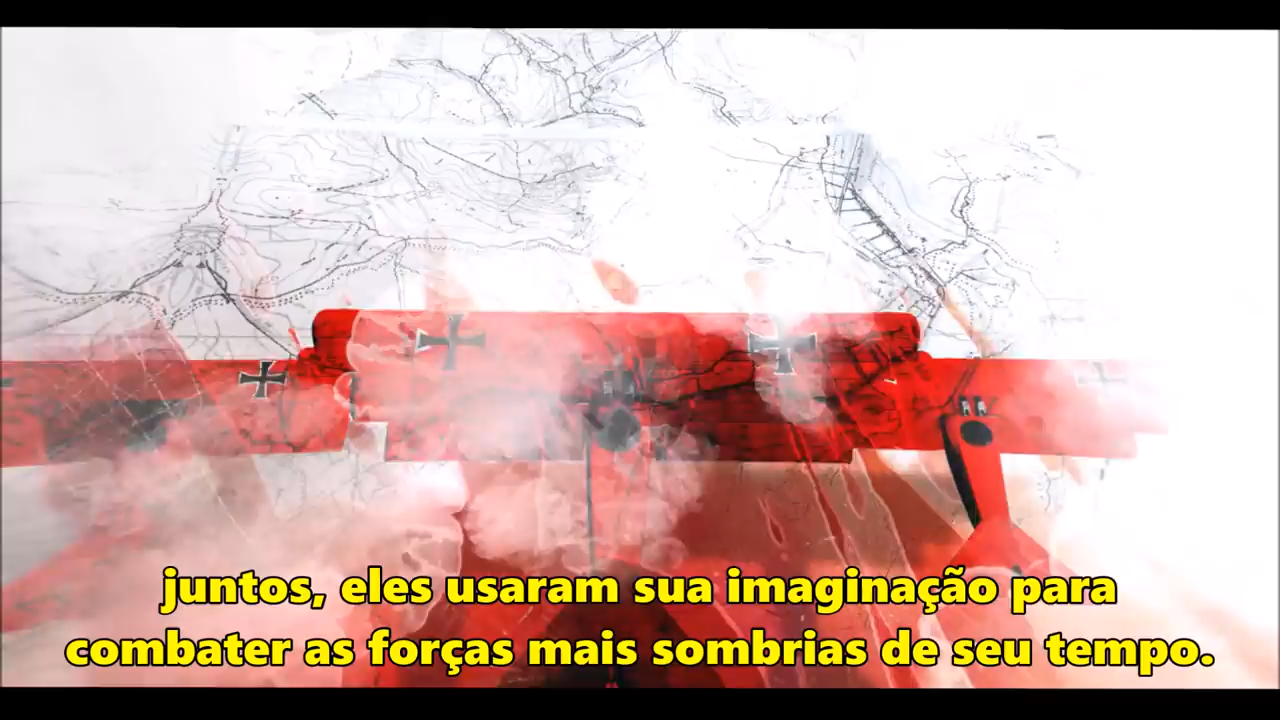 juntos, eles usaram sua imaginação para
combater as forças mais sombrias de seu tempo.